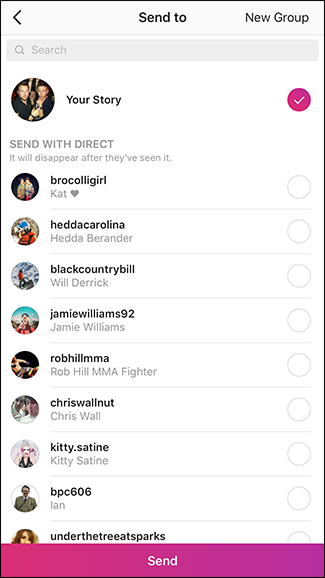 Send to
New Group
Search
Your Story
SEND WITH DIRECT
It will disappear after they've seen it.
brocolligirl
Kat ♥
heddacarolina
Hedda Berander
blackcountrybill
Will Derrick
jamiewilliams92
Jamie Williams
robhillmma
Rob Hill MMA Fighter
chriswallnut
Chris Wall
kitty.satine
Kitty Satine
bpc606
Ian
underthetreeatsparks
Send